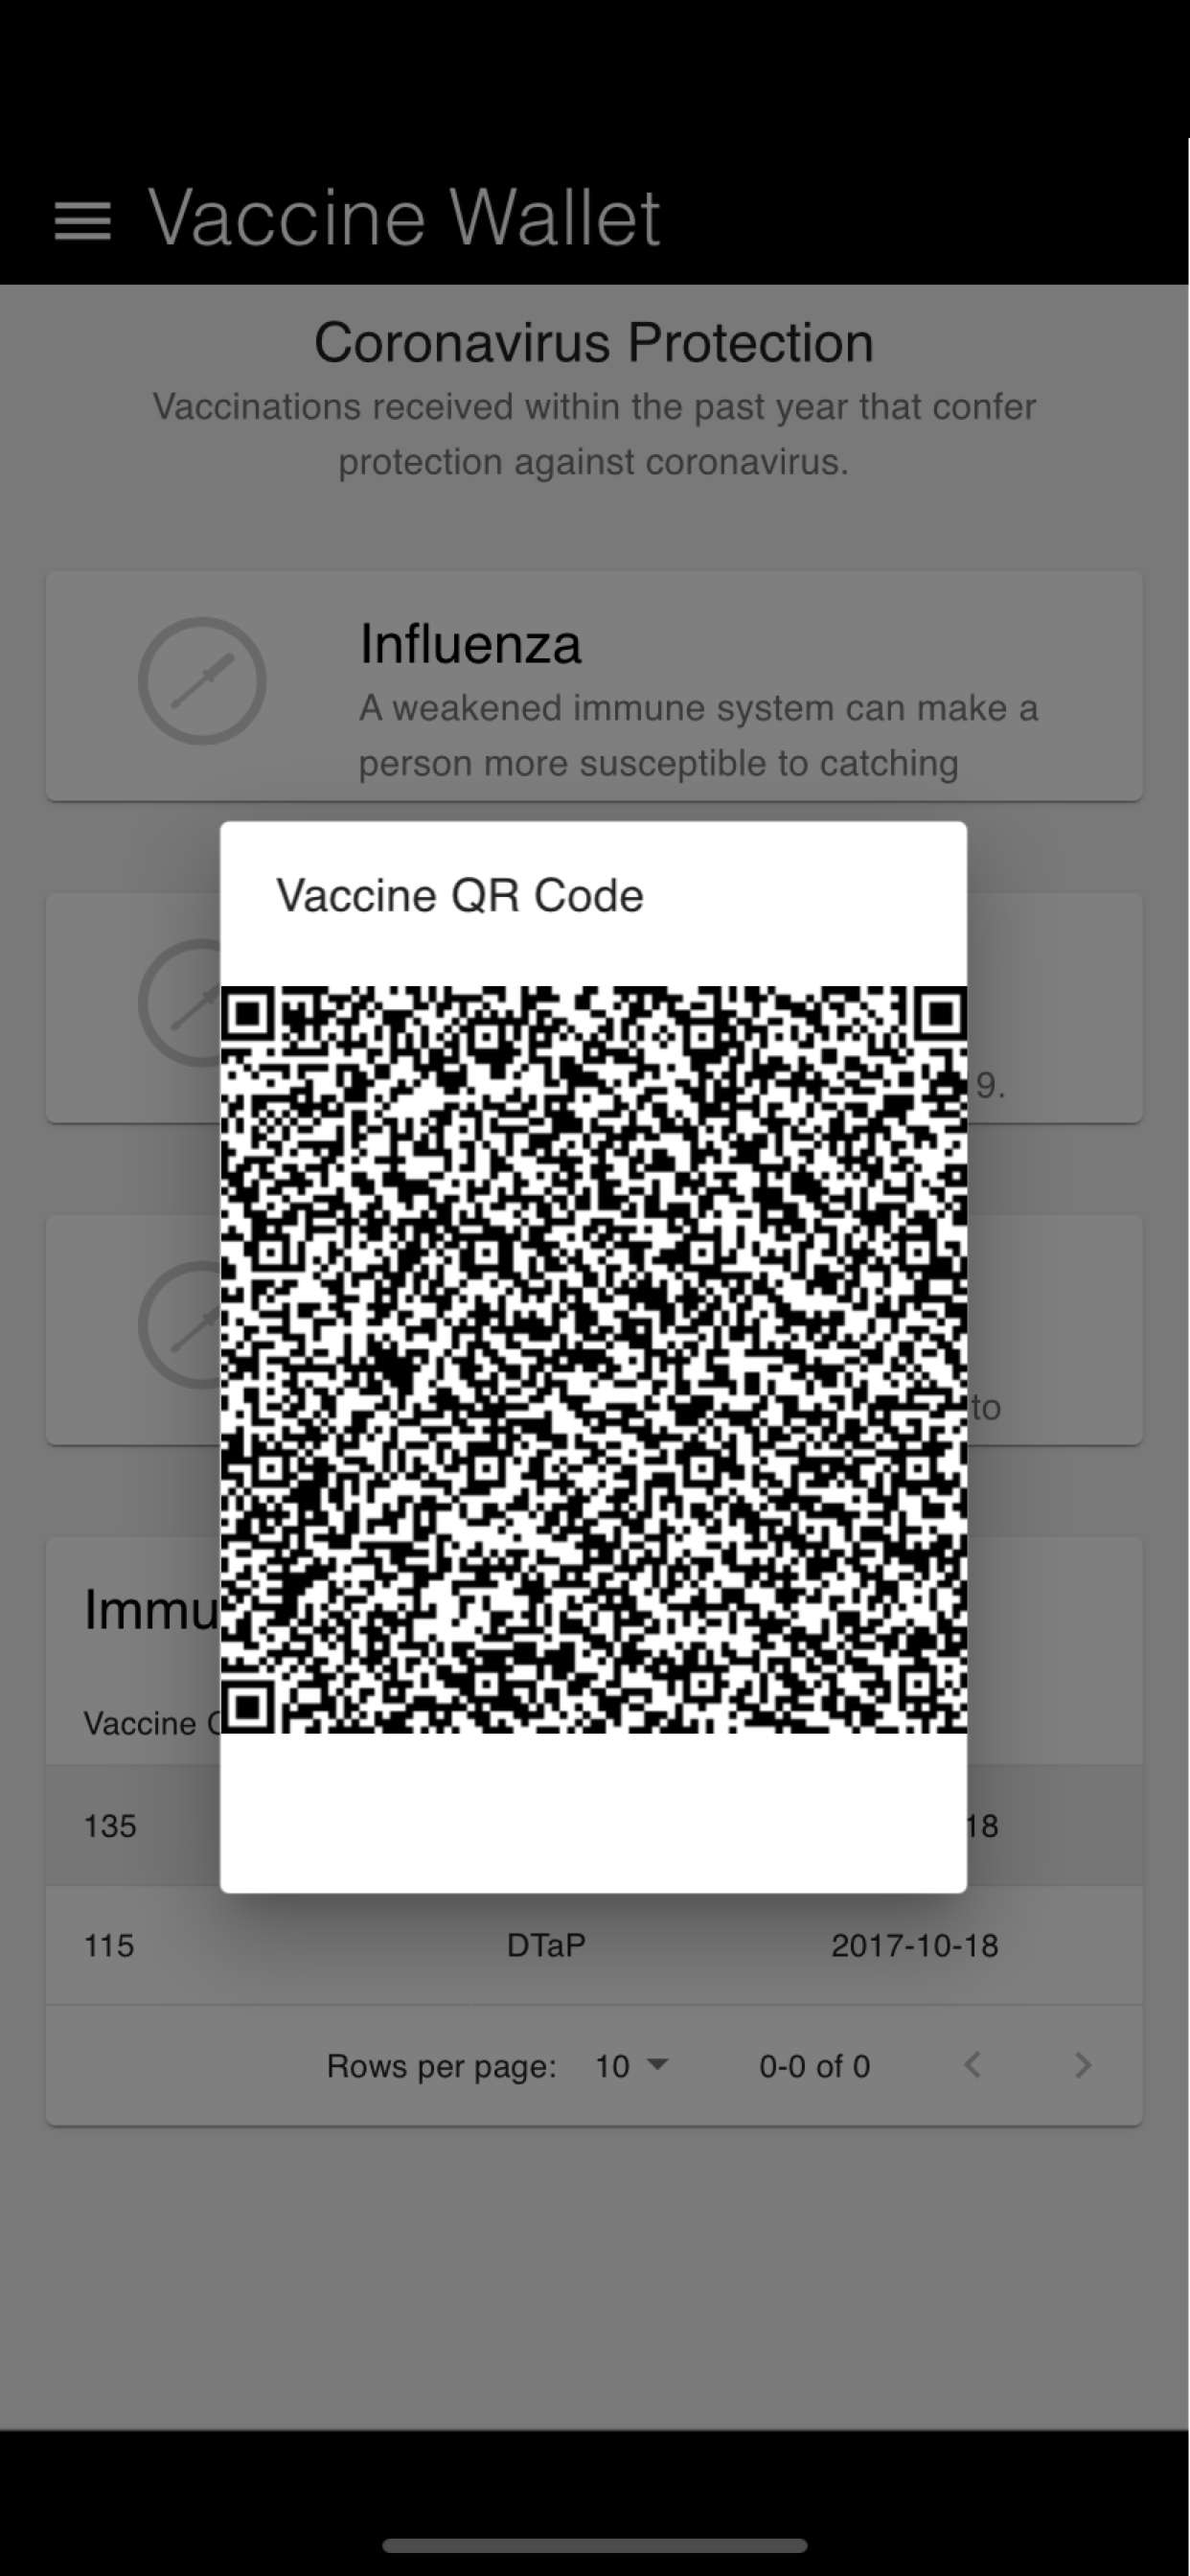 Vaccine Wallet
Coronavirus Protection
Vaccinations received within the past year that confer
protection against coronavirus.
Influenza
A weakened immune system can make a
person more susceptible to catching
Vaccine QR Code
9.
to
Immu
Vaccine
135 18
115 DTaP 2017-10-18
Rows per page: 10 0-0 of 0